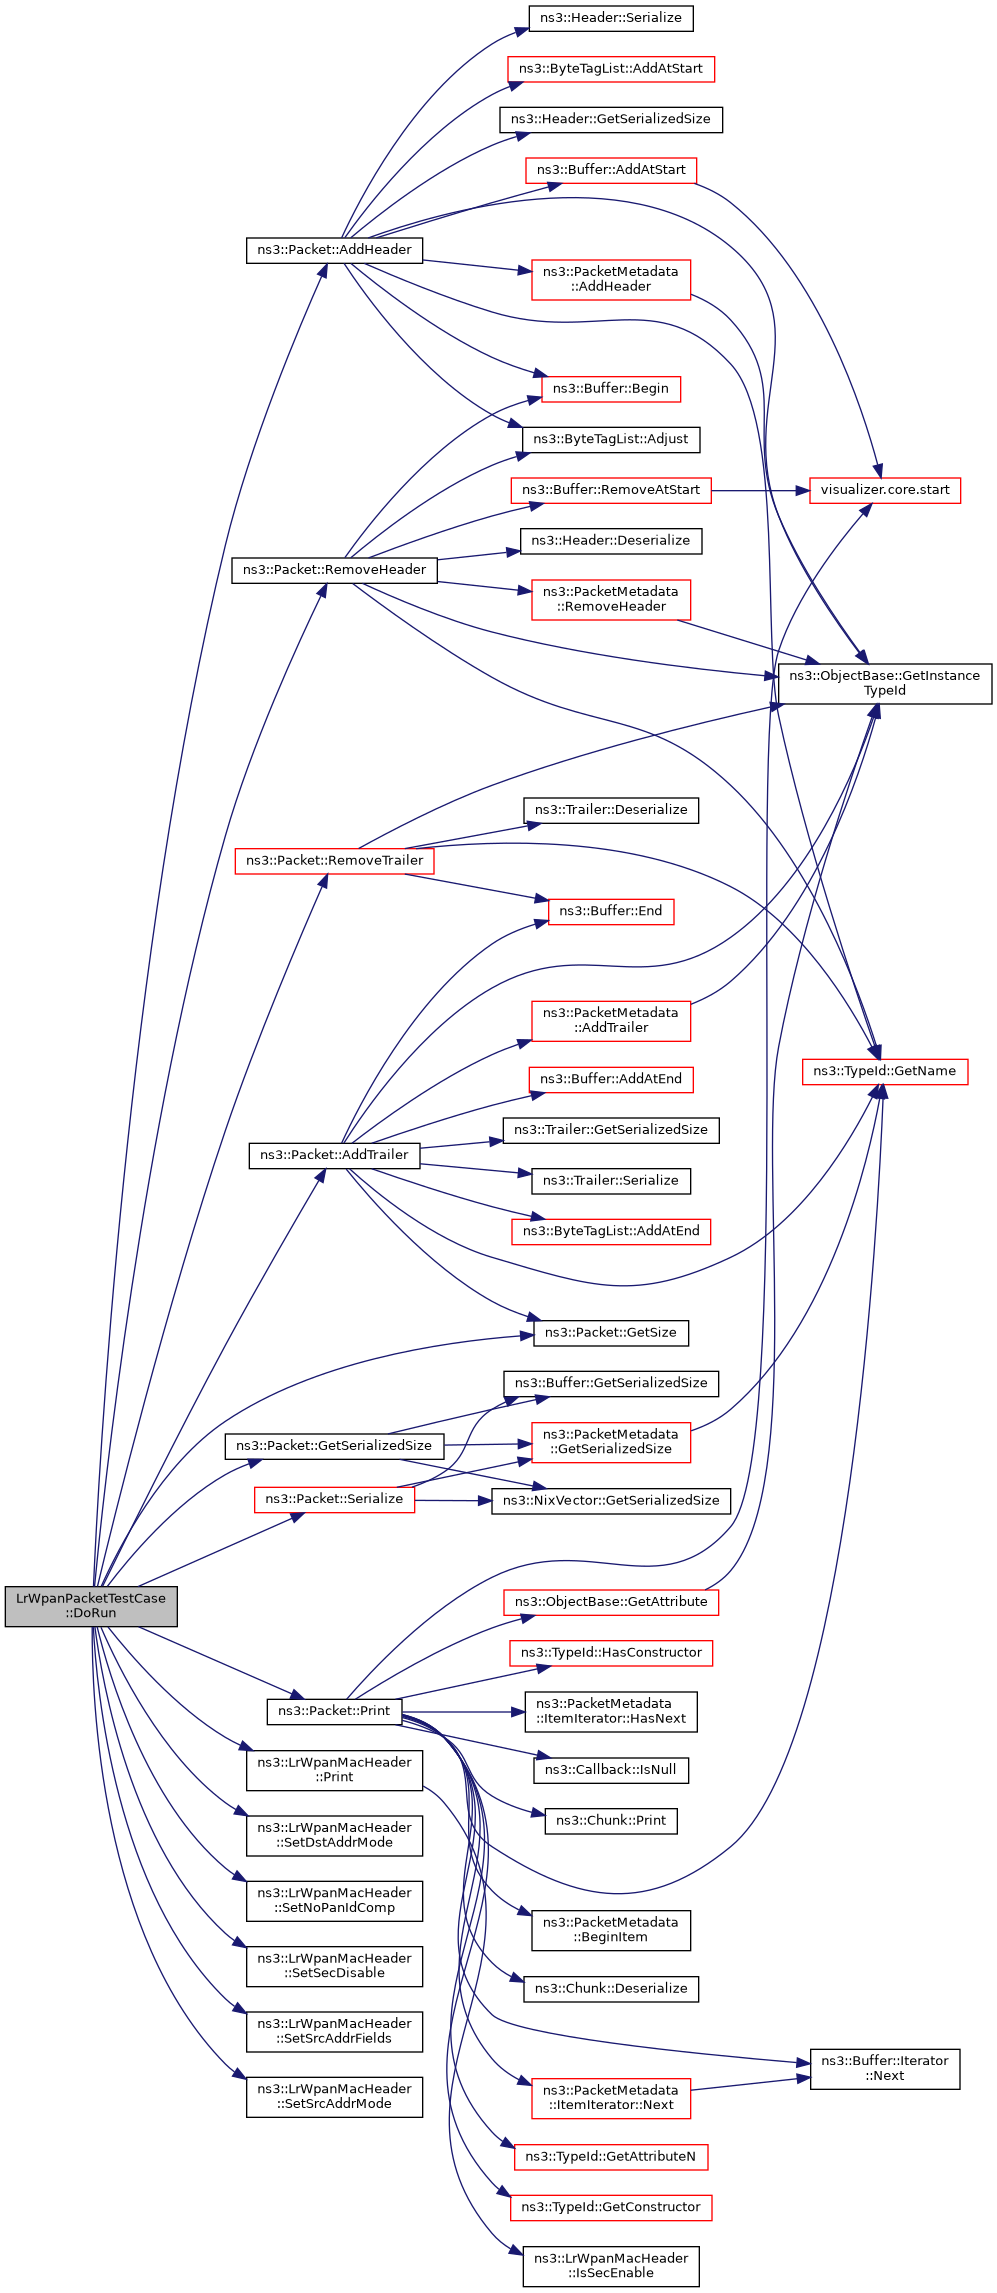 ns3::Header::Serialize
ns3::ByteTagList::AddAtStart
ns3::Header::GetSerializedSize
ns3::Buffer::AddAtStart
ns3::Packet::AddHeader
ns3::PacketMetadata
::AddHeader
ns3::Buffer::Begin
ns3::ByteTagList::Adjust
ns3::Buffer::RemoveAtStart
visualizer.core.start
ns3::Header::Deserialize
ns3::Packet::RemoveHeader
ns3::PacketMetadata
::RemoveHeader
ns3::ObjectBase::GetInstance
TypeId
ns3::Trailer::Deserialize
ns3::Packet::RemoveTrailer
ns3::Buffer::End
ns3::PacketMetadata
::AddTrailer
ns3::TypeId::GetName
ns3::Buffer::AddAtEnd
ns3::Trailer::GetSerializedSize
ns3::Packet::AddTrailer
ns3::Trailer::Serialize
ns3::ByteTagList::AddAtEnd
ns3::Packet::GetSize
ns3::Buffer::GetSerializedSize
ns3::Packet::GetSerializedSize
ns3::PacketMetadata
::GetSerializedSize
ns3::Packet::Serialize
ns3::NixVector::GetSerializedSize
LrWpanPacketTestCase
::DoRun
ns3::ObjectBase::GetAttribute
ns3::TypeId::HasConstructor
ns3::Packet::Print
ns3::PacketMetadata
::ItemIterator::HasNext
ns3::LrWpanMacHeader
::Print
ns3::Callback::IsNull
ns3::Chunk::Print
ns3::LrWpanMacHeader
::SetDstAddrMode
ns3::LrWpanMacHeader
::SetNoPanIdComp
ns3::PacketMetadata
::BeginItem
ns3::LrWpanMacHeader
::SetSecDisable
ns3::Chunk::Deserialize
ns3::LrWpanMacHeader
::SetSrcAddrFields
ns3::Buffer::Iterator
::Next
ns3::LrWpanMacHeader
::SetSrcAddrMode
ns3::PacketMetadata
::ItemIterator::Next
ns3::TypeId::GetAttributeN
ns3::TypeId::GetConstructor
ns3::LrWpanMacHeader
::IsSecEnable